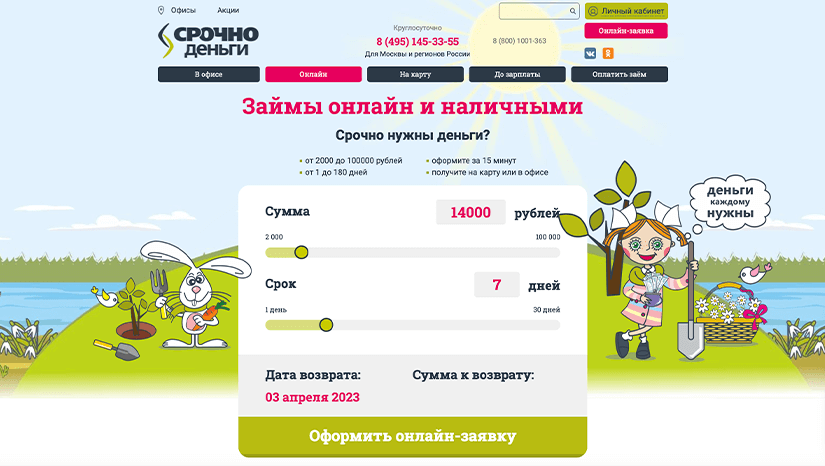 Офисы
Акции
Личный кабинет
СРОЧНО
ДЕНЬГИ
Круглосуточно
8 (495) 145-33-55
Для Москвы и регионов России
8 (800) 1001-363
Онлайн-заявка
В офисе
Онлайн
На карту
До зарплаты
Оплатить заём
Займы онлайн и наличными
Срочно нужны деньги?
от 2000 до 100000 рублей
оформите за 15 минут
от 1 до 180 дней
получите на карту или в офисе
Сумма
14000 рублей
2 000
100 000
Срок
7 дней
1 день
30 дней
Дата возврата:
Сумма к возврату:
03 апреля 2023
Оформить онлайн-заявку
деньги
каждому
нужны